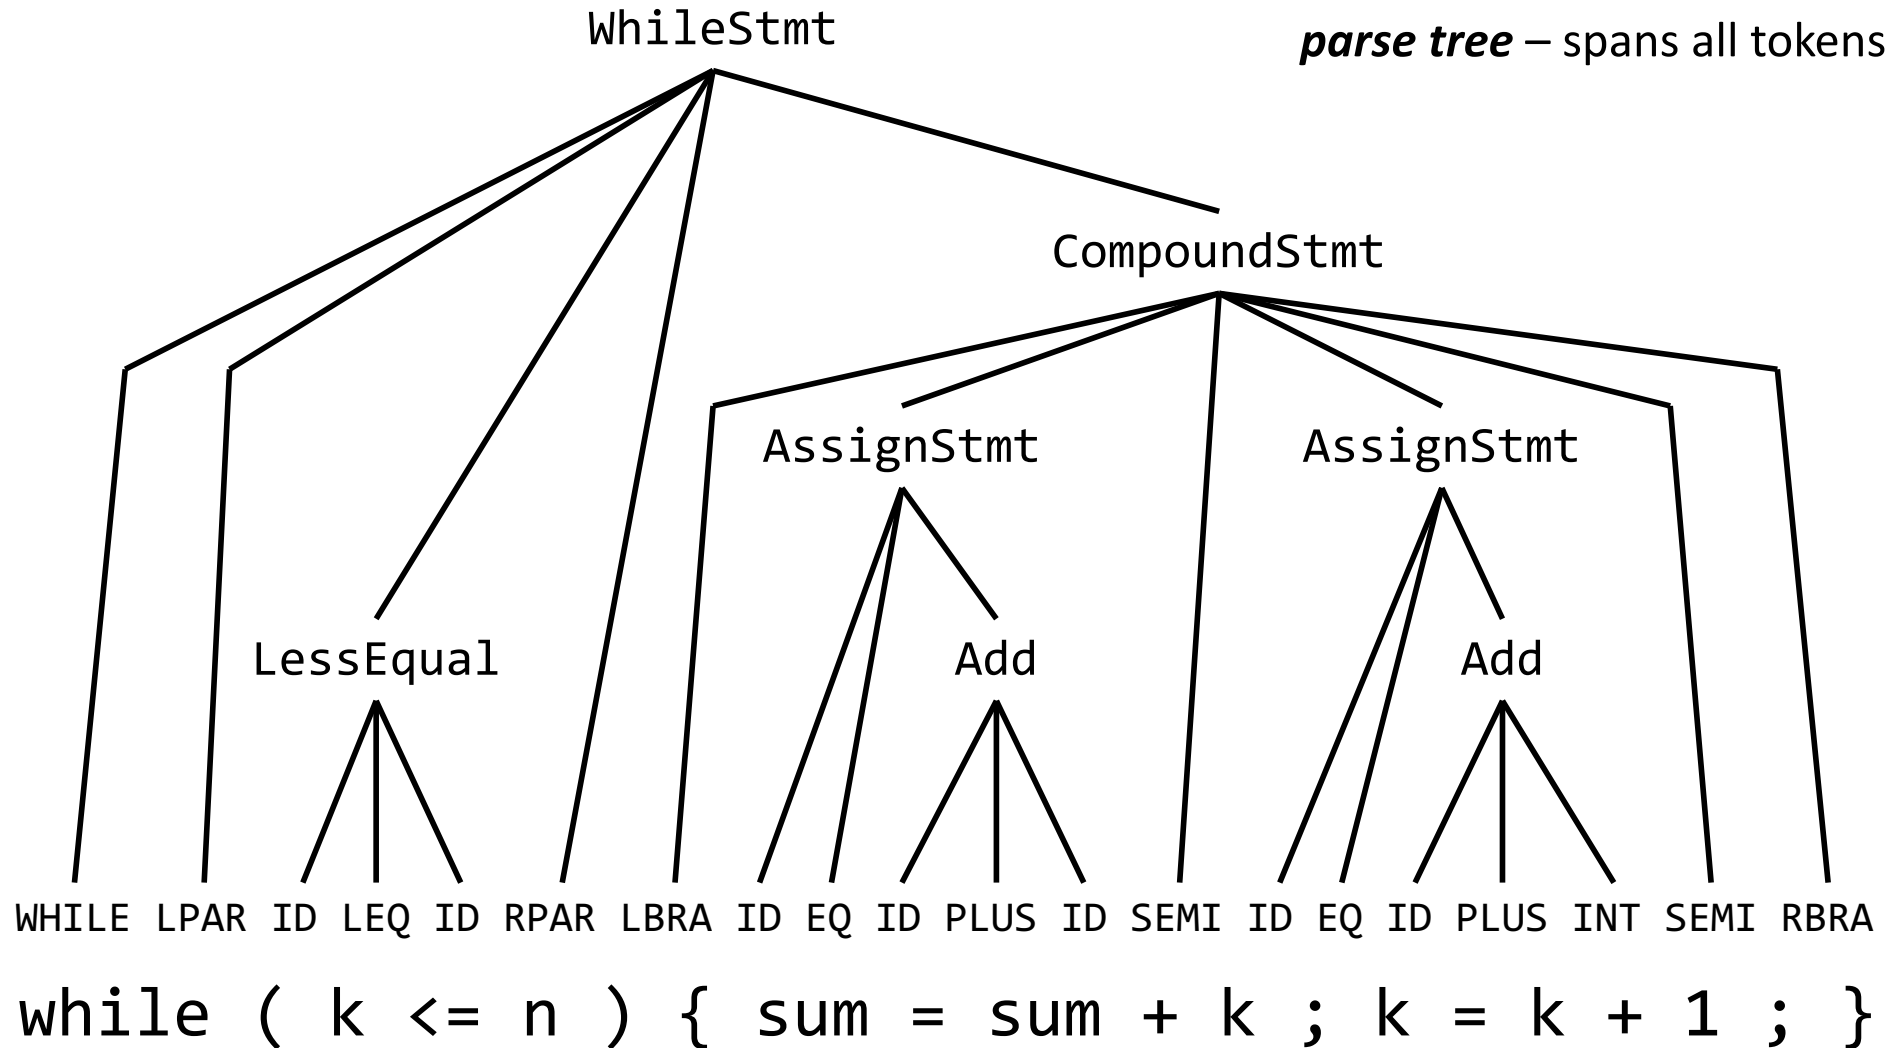 WhileStmt
parse tree – spans all tokens
CompoundStmt
AssignStmt AssignStmt
LessEqual Add Add
WHILE LPAR ID LEQ ID RPAR LBRA ID EQ ID PLUS ID SEMI ID EQ ID PLUS INT SEMI RBRA
while ( k <= n ) { sum = sum + k ; k = k + 1 ; }